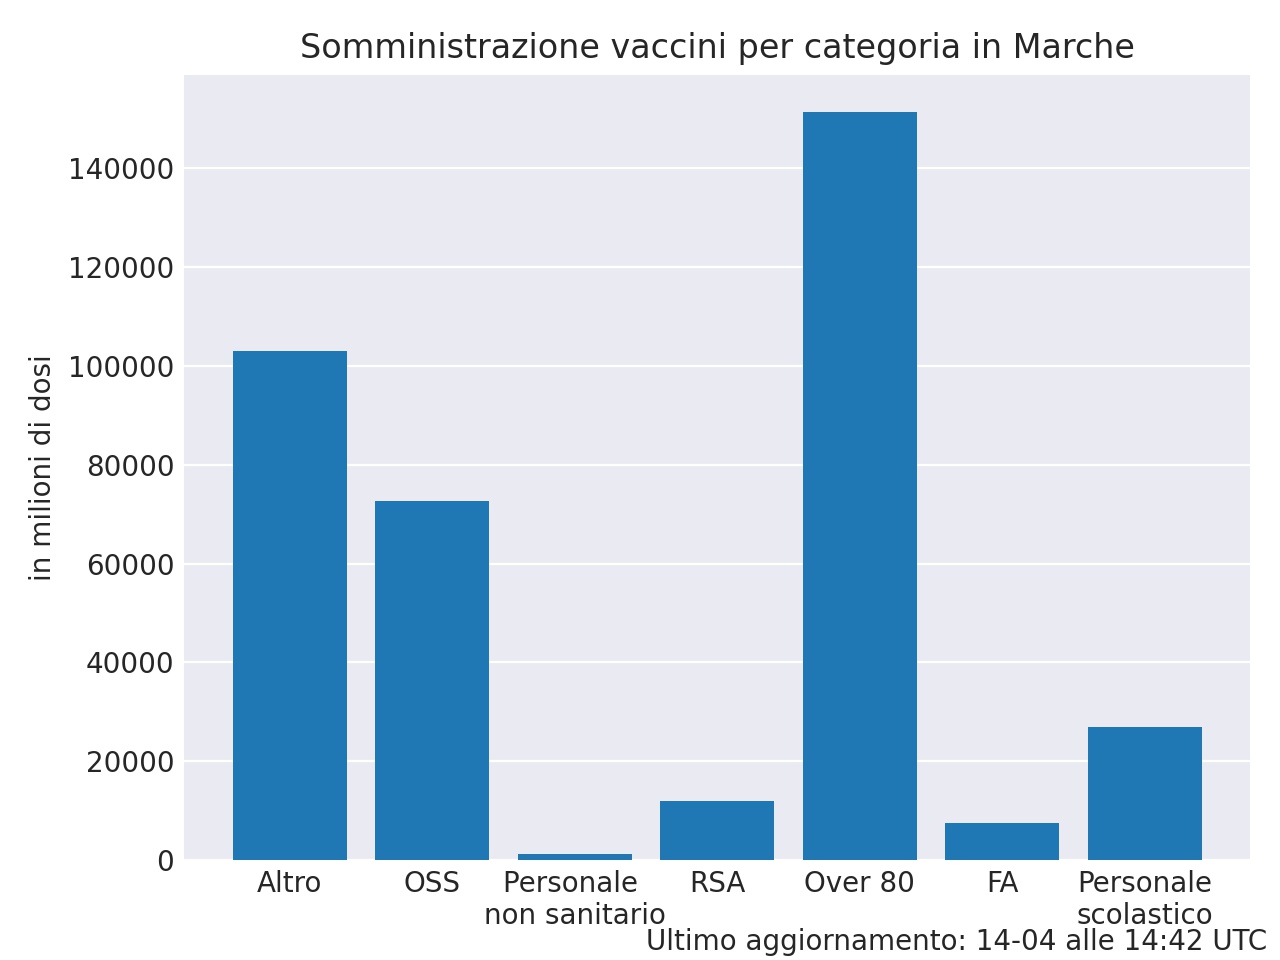 Somministrazione vaccini per categoria in Marche
in milioni di dosi
140000
120000
100000
80000
60000
40000
20000
0
Altro OSS Personale RSA Over 80 FA Personale
non sanitario scolastico
Ultimo aggiornamento: 14-04 alle 14:42 UTC